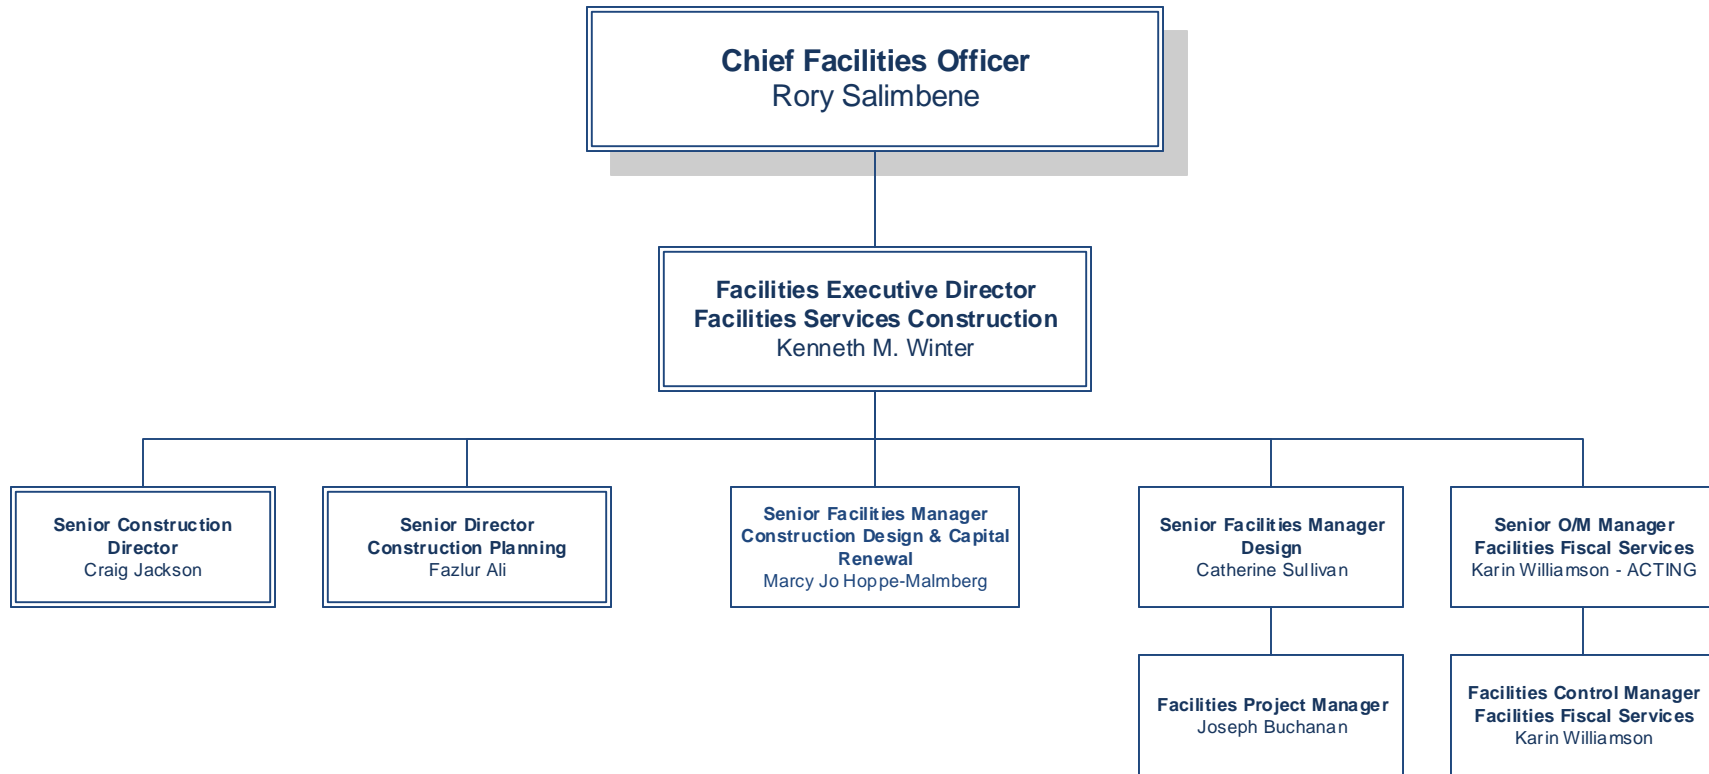 Chief Facilities Officer
Rory Salimbene
Facilities Executive Director
Facilities Services Construction
Kenneth M. Winter
Senior Construction
Director
Craig Jackson
Senior Director
Construction Planning
Fazlur Ali
Senior Facilities Manager
Construction Design & Capital
Renewal
Marcy Jo Hoppe-Malmberg
Senior Facilities Manager
Design
Catherine Sullivan
Senior O/M Manager
Facilities Fiscal Services
Karin Williamson - ACTING
Facilities Project Manager
Joseph Buchanan
Facilities Control Manager
Facilities Fiscal Services
Karin Williamson